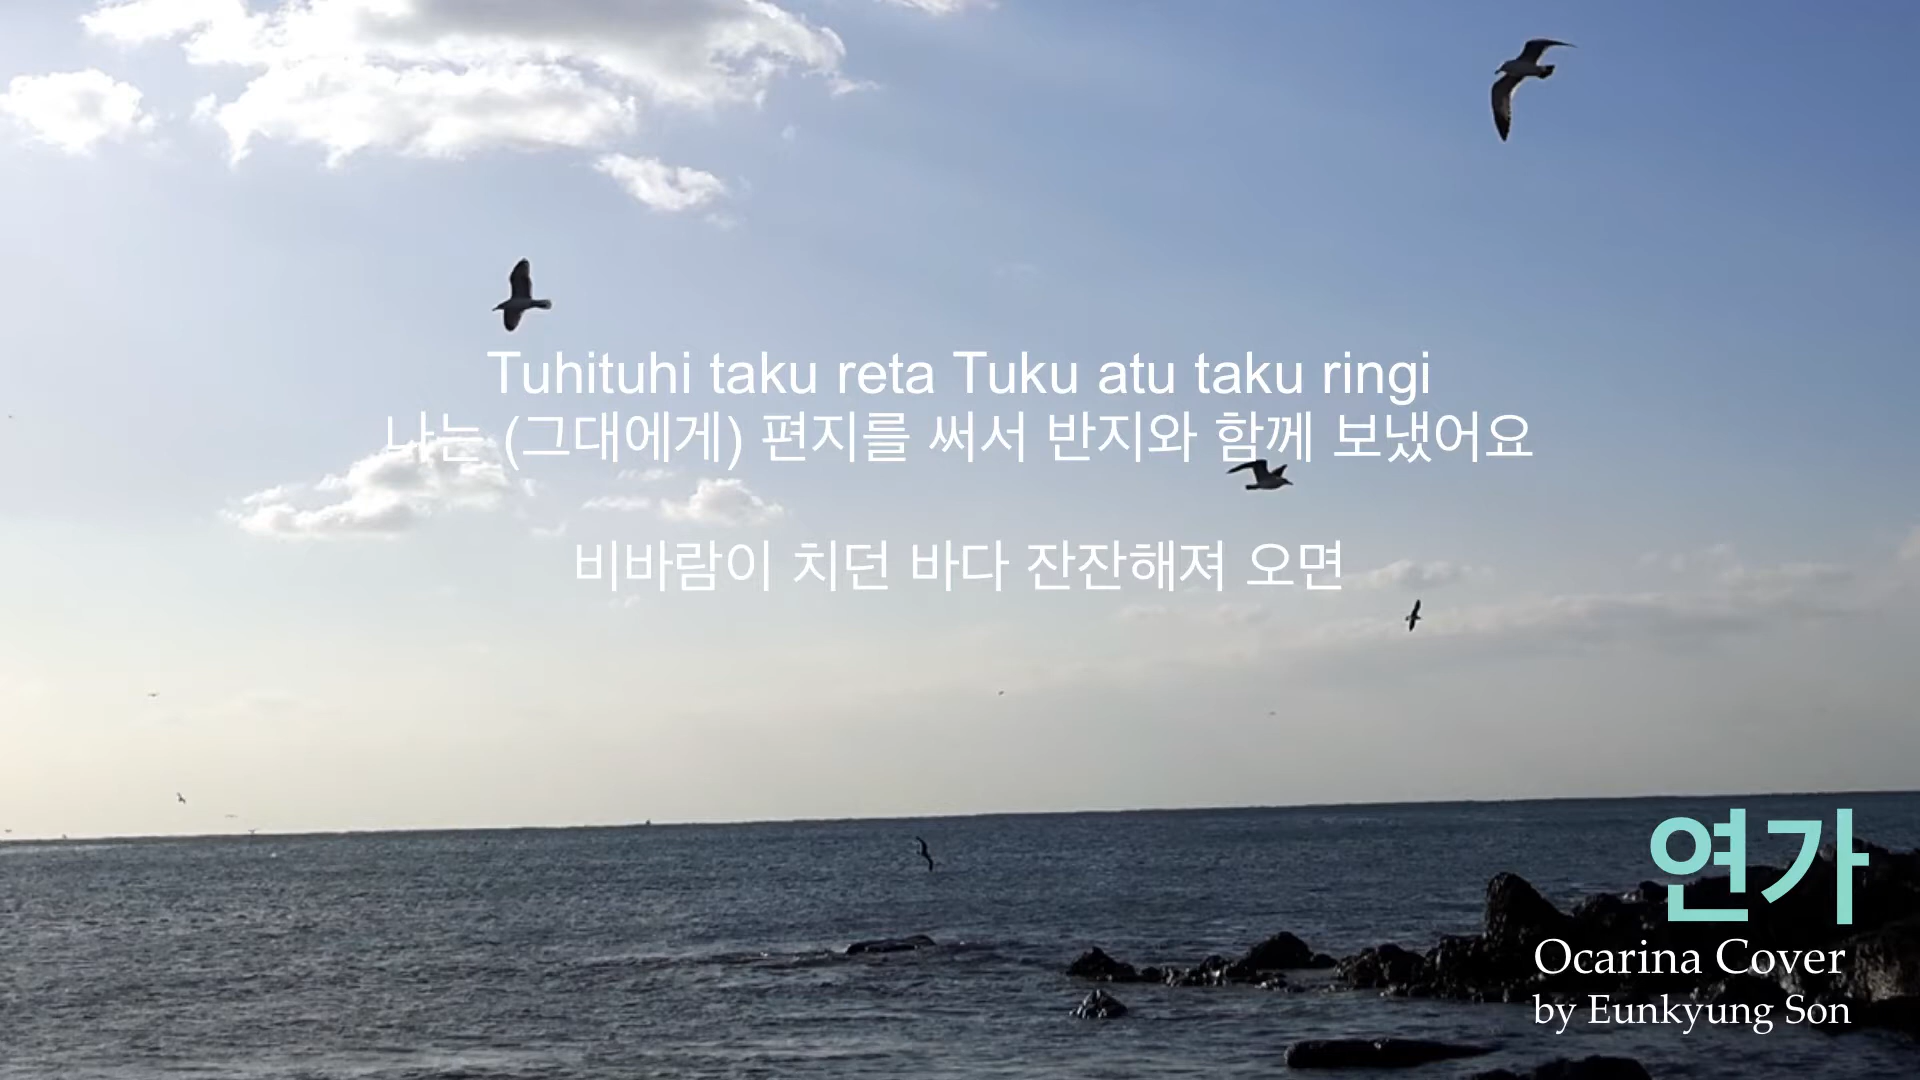 Tuhituhi taku reta Tuku atu taku ringi
나는 (그대에게) 편지를 써서 반지와 함께 보냈어요
비바람이 치던 바다 잔잔해져 오면
연가
Ocarina Cover
by Eunkyung Son